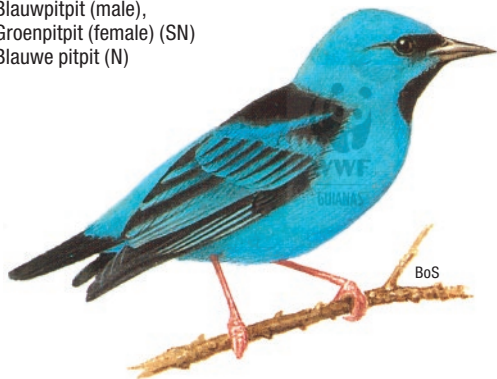 Blauwpitpit (male),
Groenpitpit (female) (SN)
Blauwe pitpit (N)
WWF
GUIANAS
BoS